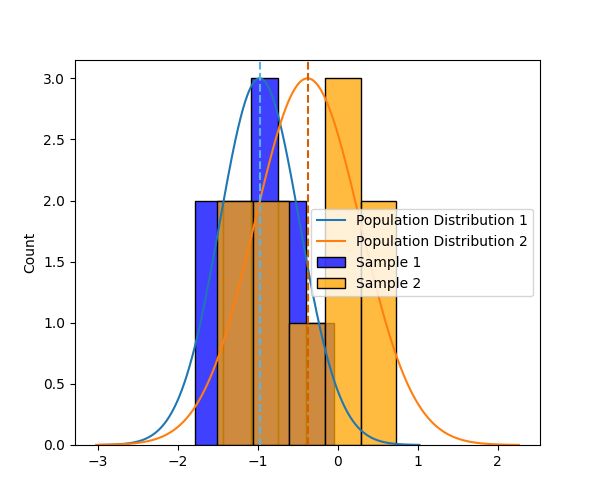 3.0
2.5
2.0
1.5
1.0
0.5
0.0
Count
Population Distribution 1
Population Distribution 2
Sample 1
Sample 2
−3 −2 −1 0 1 2